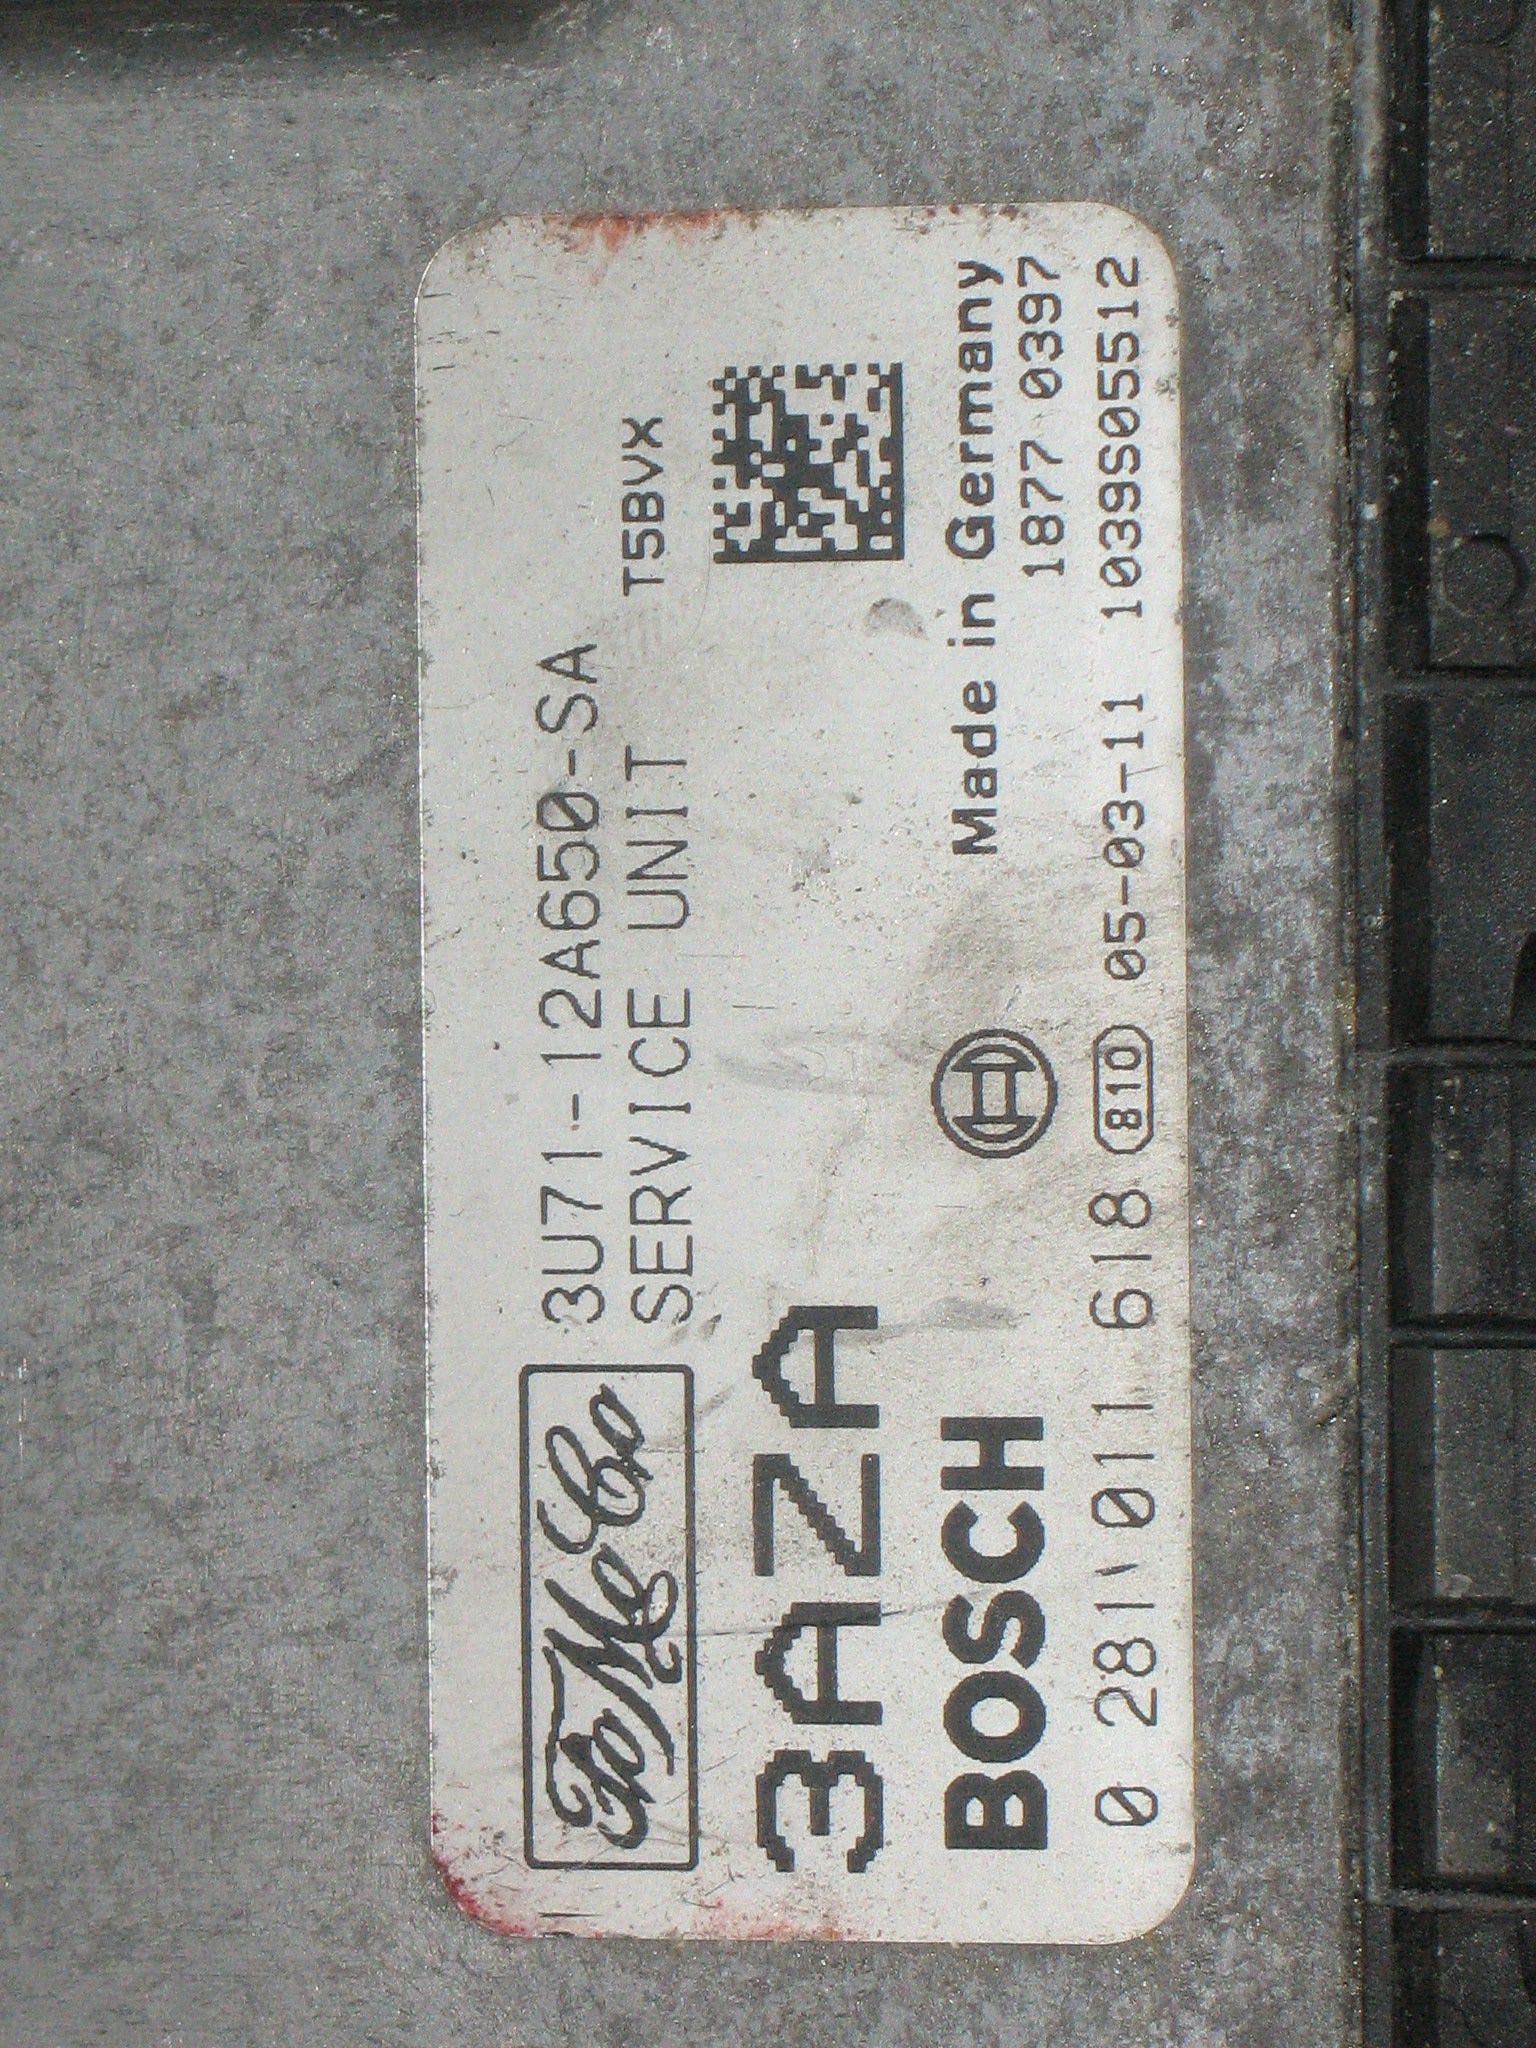 FoMoCo
3U71-12A650-SA
SERVICE UNIT
T5BVX
3AZA
BOSCH
Made in Germany
1877 0397
0 281 011 618 810 05-03-11 1039S05512